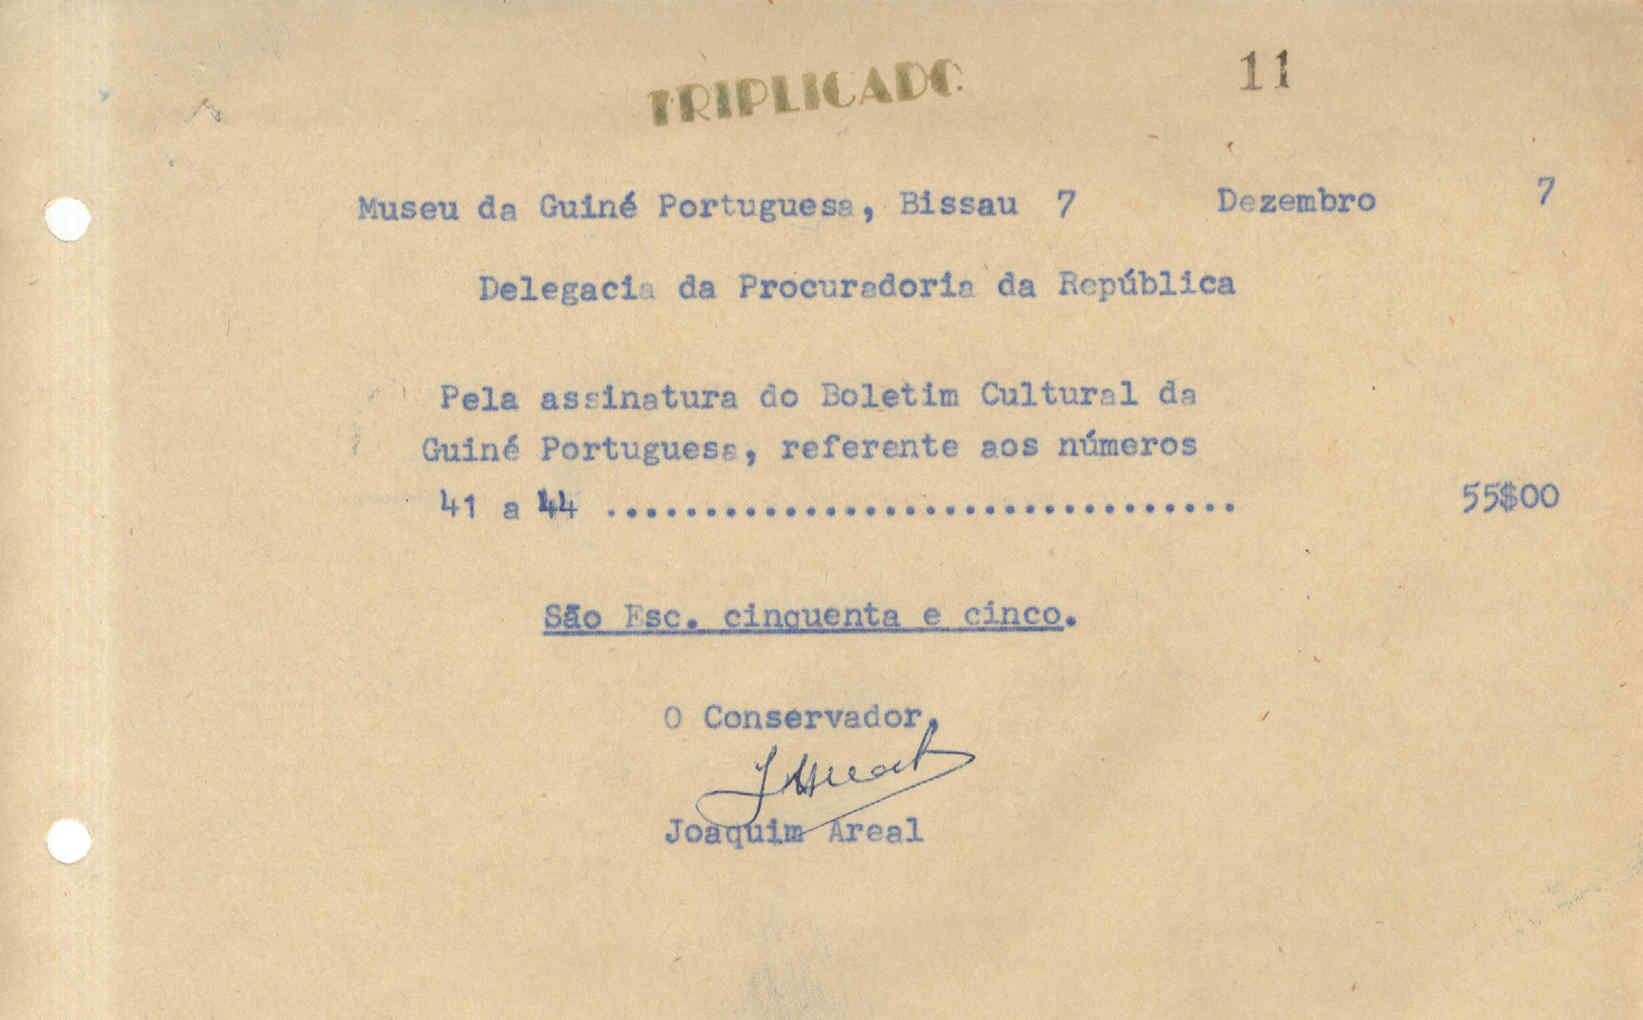 TRIPLICADO
11
Museu da Guiné Portuguesa, Bissau 7 Dezembro 7
Delegacia da Procuradoria da República
Pela assinatura do Boletim Cultural da
Guiné Portuguesa, referente aos números
41 a 44 ................................ 55$00
São Esc. cinquenta e cinco.
O Conservador,
JAreal
Joaquim Areal